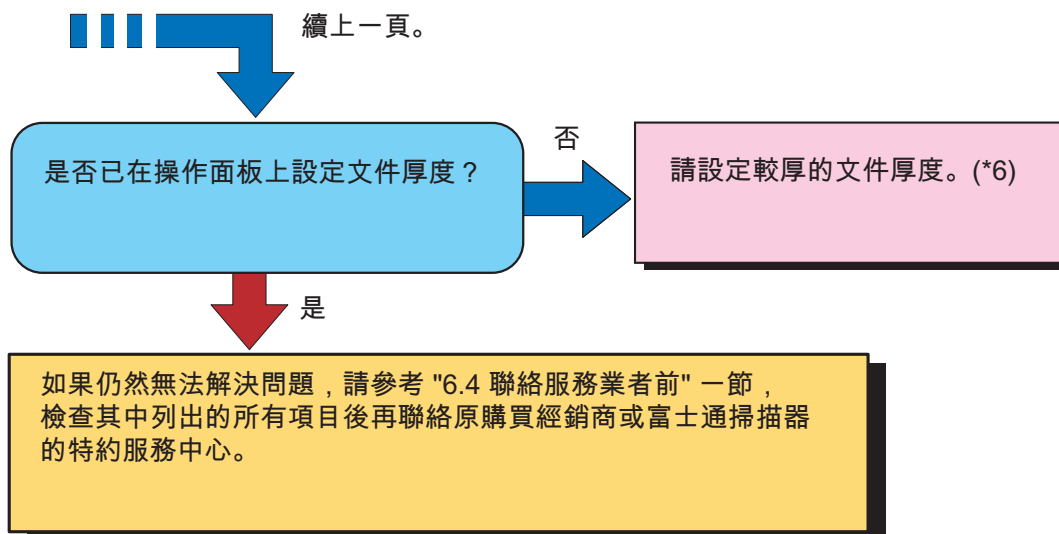 續上一頁。
是否已在操作面板上設定文件厚度？
否
請設定較厚的文件厚度。(*6)
是
如果仍然無法解決問題，請參考 "6.4 聯絡服務業者前" 一節，
檢查其中列出的所有項目後再聯絡原購買經銷商或富士通掃描器
的特約服務中心。